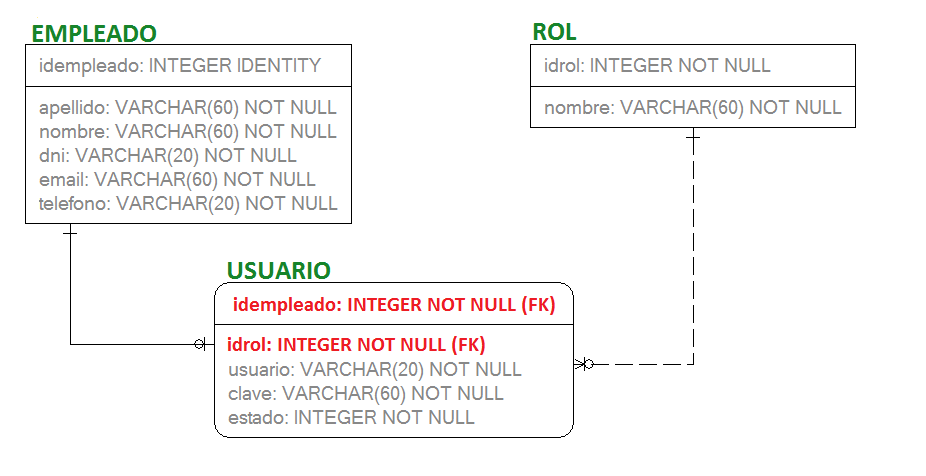 EMPLEADO
idempleado: INTEGER IDENTITY
apellido: VARCHAR(60) NOT NULL
nombre: VARCHAR(60) NOT NULL
dni: VARCHAR(20) NOT NULL
email: VARCHAR(60) NOT NULL
telefono: VARCHAR(20) NOT NULL
ROL
idrol: INTEGER NOT NULL
nombre: VARCHAR(60) NOT NULL
USUARIO
idempleado: INTEGER NOT NULL (FK)
idrol: INTEGER NOT NULL (FK)
usuario: VARCHAR(20) NOT NULL
clave: VARCHAR(60) NOT NULL
estado: INTEGER NOT NULL